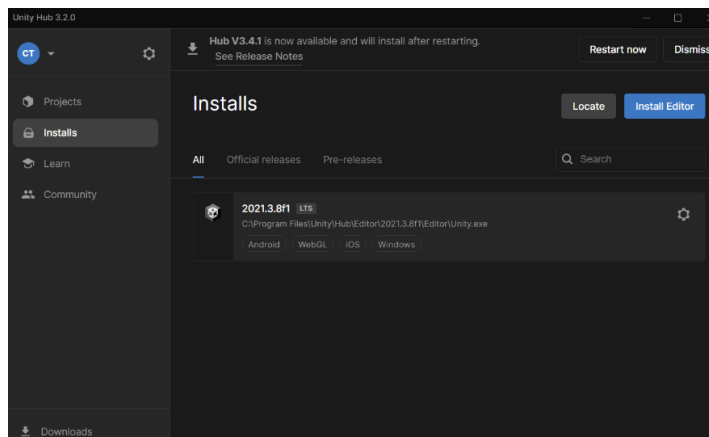 Unity Hub 3.2.0
CT
Hub V3.4.1 is now available and will install after restarting.
See Release Notes
Restart now
Dismiss
Projects
Installs
Learn
Community
Downloads
Installs
Locate
Install Editor
All
Official releases
Pre-releases
Search
2021.3.8f1 LTS
C:\Program Files\Unity\Hub\Editor\2021.3.8f1\Editor\Unity.exe
Android
WebGL
iOS
Windows